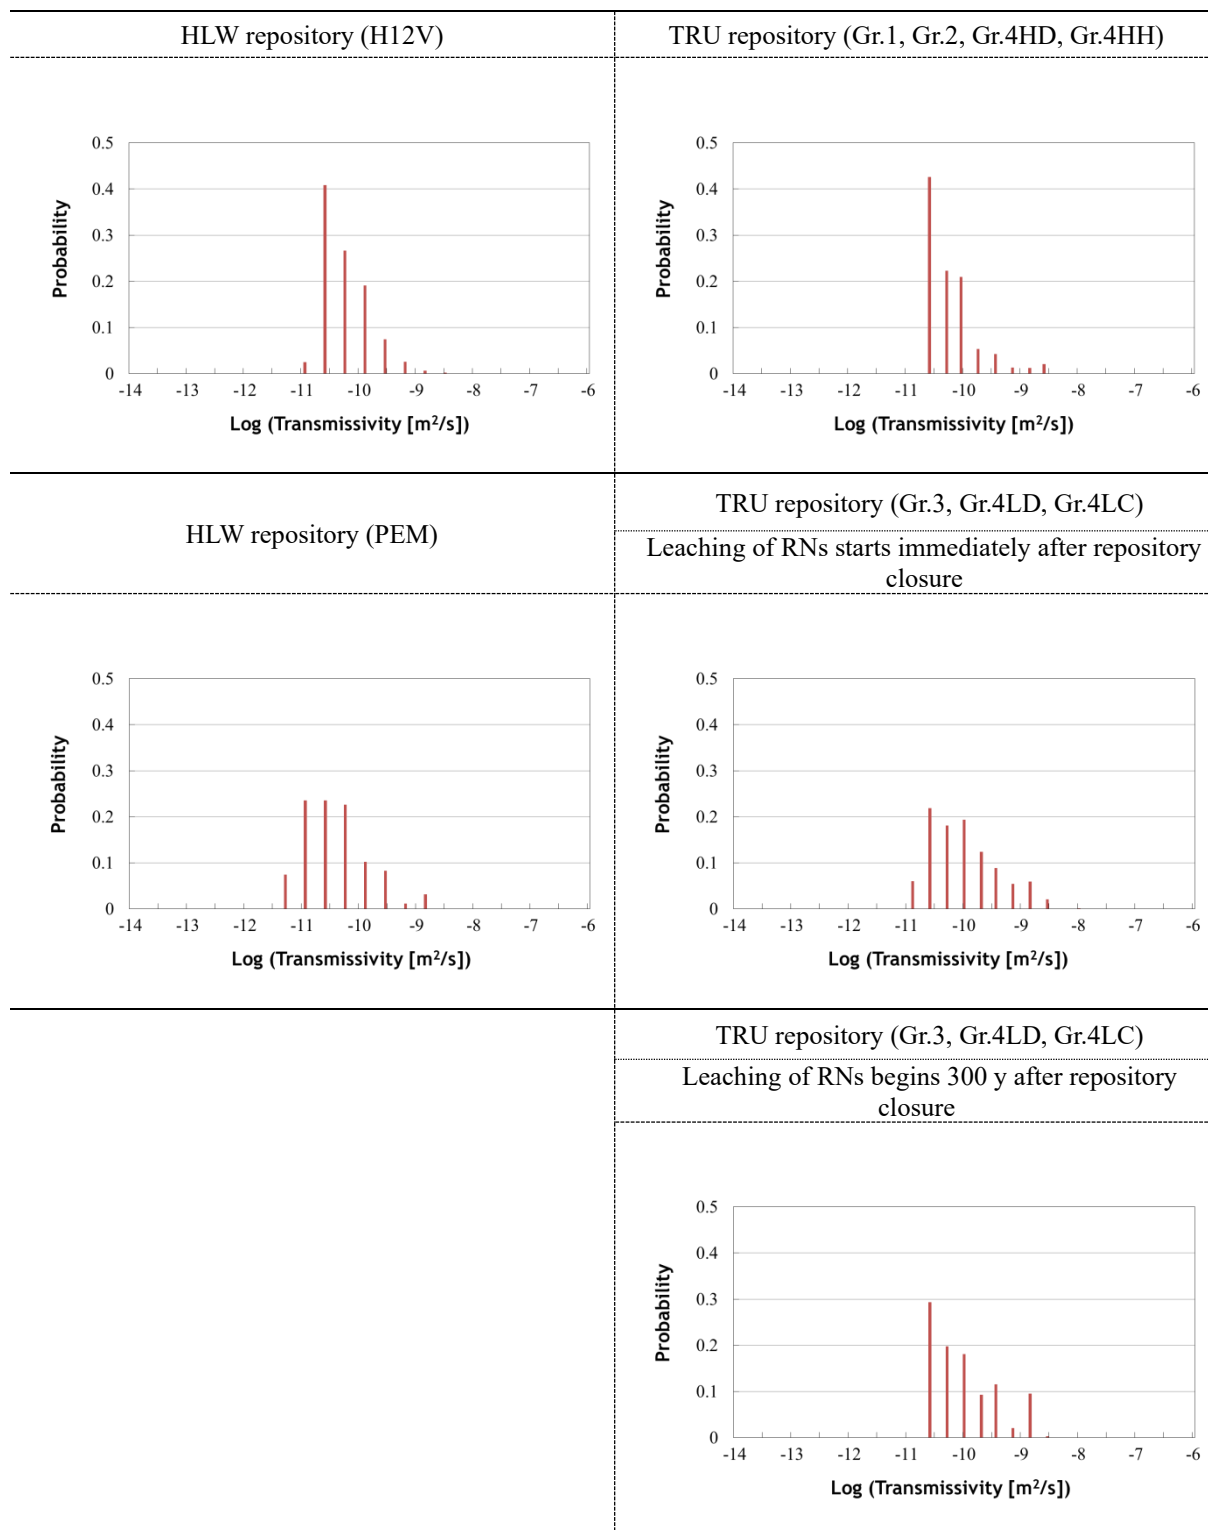 HLW repository (H12V)
TRU repository (Gr.1, Gr.2, Gr.4HD, Gr.4HH)
Probability
0.5
0.4
0.3
0.2
0.1
0
-14 -13 -12 -11 -10 -9 -8 -7 -6
Log (Transmissivity [m²/s])
Probability
0.5
0.4
0.3
0.2
0.1
0
-14 -13 -12 -11 -10 -9 -8 -7 -6
Log (Transmissivity [m²/s])
HLW repository (PEM)
TRU repository (Gr.3, Gr.4LD, Gr.4LC)
Leaching of RNs starts immediately after repository
closure
Probability
0.5
0.4
0.3
0.2
0.1
0
-14 -13 -12 -11 -10 -9 -8 -7 -6
Log (Transmissivity [m²/s])
Probability
0.5
0.4
0.3
0.2
0.1
0
-14 -13 -12 -11 -10 -9 -8 -7 -6
Log (Transmissivity [m²/s])
TRU repository (Gr.3, Gr.4LD, Gr.4LC)
Leaching of RNs begins 300 y after repository
closure
Probability
0.5
0.4
0.3
0.2
0.1
0
-14 -13 -12 -11 -10 -9 -8 -7 -6
Log (Transmissivity [m²/s])